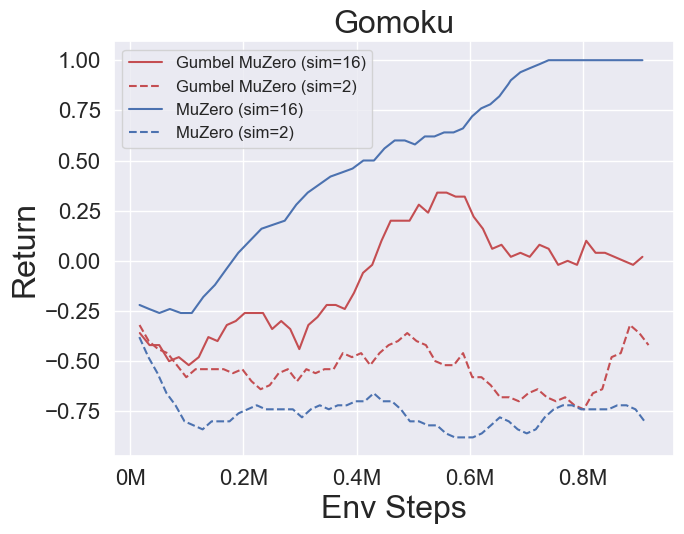 Gomoku
Gumbel MuZero (sim=16)
Gumbel MuZero (sim=2)
MuZero (sim=16)
MuZero (sim=2)
1.00
0.75
0.50
0.25
0.00
−0.25
−0.50
−0.75
Return
0M
0.2M
0.4M
0.6M
0.8M
Env Steps